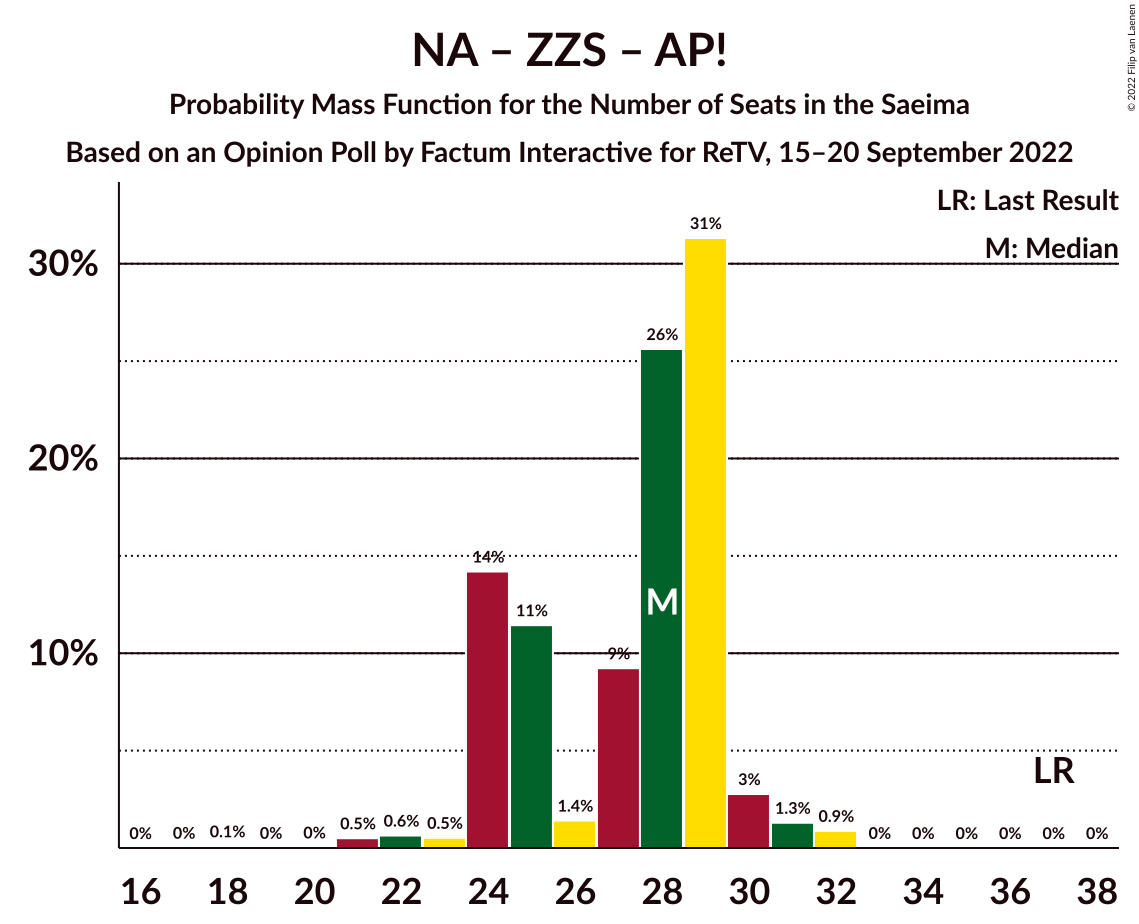 © 2022 Filip van Laenen
NA – ZZS – AP!
Probability Mass Function for the Number of Seats in the Saeima
Based on an Opinion Poll by Factum Interactive for ReTV, 15–20 September 2022
LR: Last Result
M: Median
31%
30%
26%
20%
14%
11%
M
10%
9%
LR
3%
1.4%
1.3%
0.9%
0% 0% 0.1% 0% 0% 0.5% 0.6% 0.5% 0% 0% 0% 0% 0% 0%
16 18 20 22 24 26 28 30 32 34 36 38